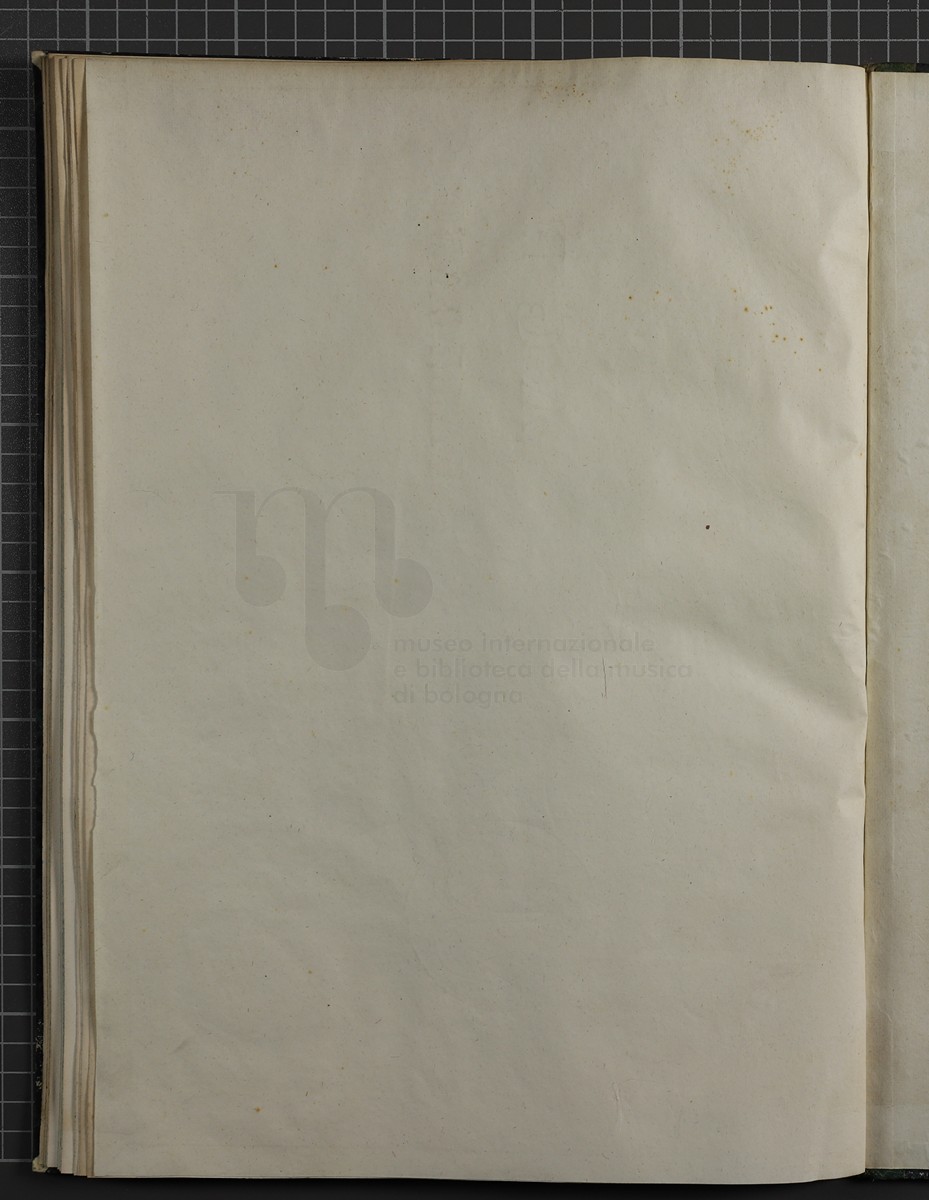 museo internazionale
e biblioteca della musica
di bologna